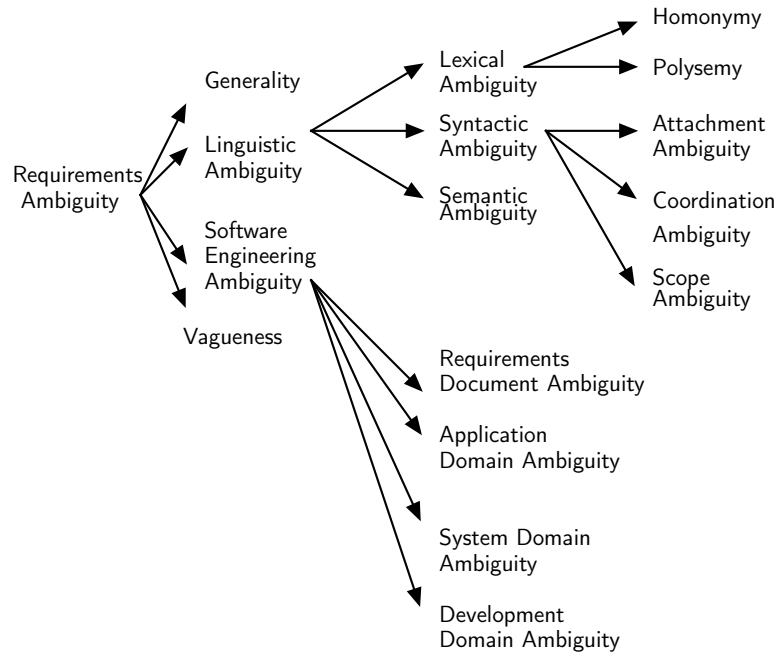 Requirements
Ambiguity
Generality
Linguistic
Ambiguity
Software
Engineering
Ambiguity
Vagueness
Lexical
Ambiguity
Syntactic
Ambiguity
Semantic
Ambiguity
Homonymy
Polysemy
Attachment
Ambiguity
Coordination
Ambiguity
Scope
Ambiguity
Requirements
Document Ambiguity
Application
Domain Ambiguity
System Domain
Ambiguity
Development
Domain Ambiguity